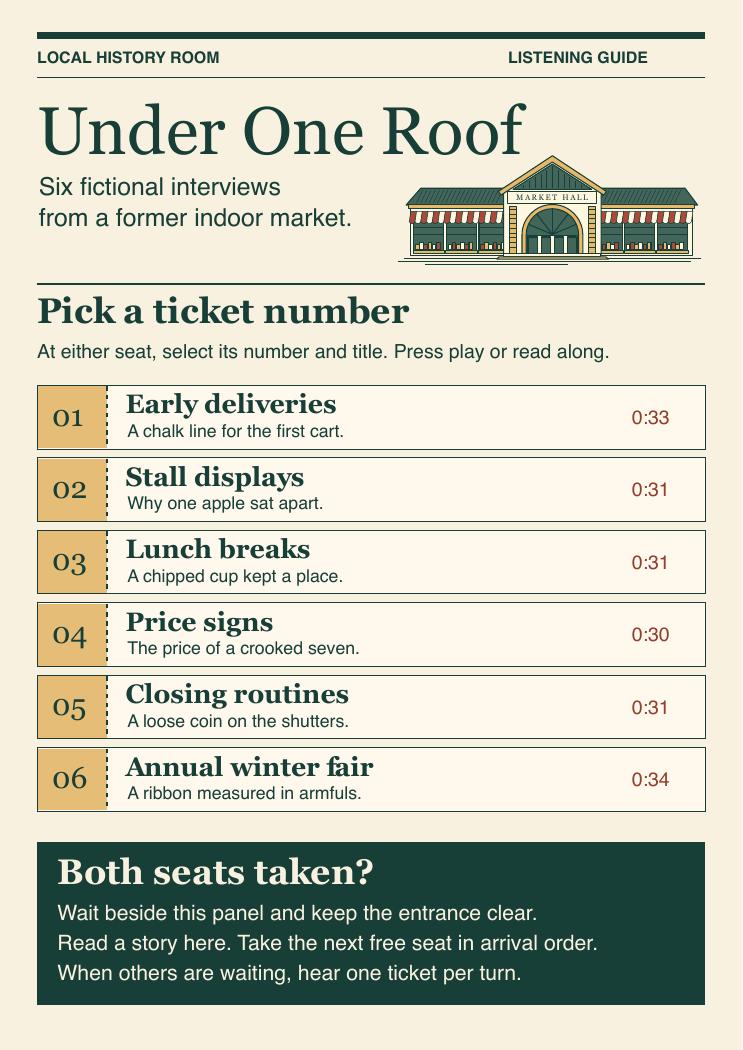 LOCAL HISTORY ROOM
LISTENING GUIDE
Under One Roof
Six fictional interviews
from a former indoor market.
MARKET HALL
Pick a ticket number
At either seat, select its number and title. Press play or read along.
01
Early deliveries
A chalk line for the first cart.
0:33
02
Stall displays
Why one apple sat apart.
0:31
03
Lunch breaks
A chipped cup kept a place.
0:31
04
Price signs
The price of a crooked seven.
0:30
05
Closing routines
A loose coin on the shutters.
0:31
06
Annual winter fair
A ribbon measured in armfuls.
0:34
Both seats taken?
Wait beside this panel and keep the entrance clear.
Read a story here. Take the next free seat in arrival order.
When others are waiting, hear one ticket per turn.